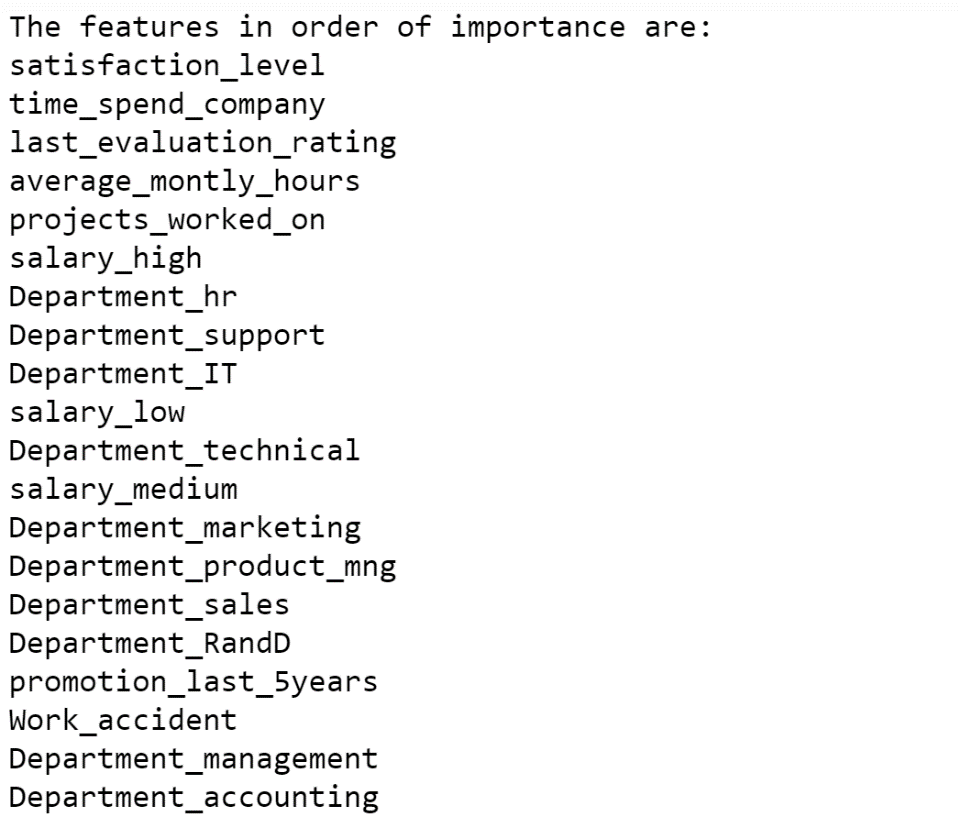 The features in order of importance are:
satisfaction_level
time_spend_company
last_evaluation_rating
average_montly_hours
projects_worked_on
salary_high
Department_hr
Department_support
Department_IT
salary_low
Department_technical
salary_medium
Department_marketing
Department_product_mng
Department_sales
Department_RandD
promotion_last_5years
Work_accident
Department_management
Department_accounting